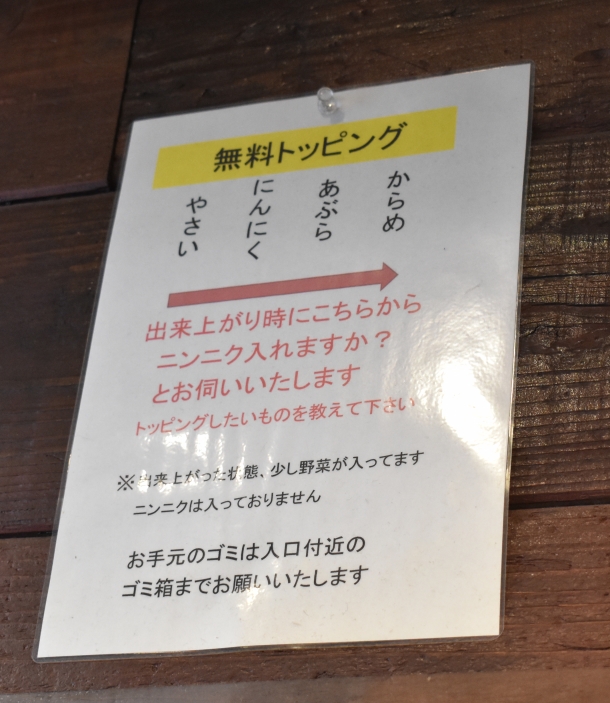 無料トッピング
からめ
あぶら
にんにく
やさい
出来上がり時にこちらから
ニンニク入れますか？
とお伺いいたします
トッピングしたいものを教えて下さい
※出来上がった状態、少し野菜が入ってます
ニンニクは入っておりません
お手元のゴミは入口付近の
ゴミ箱までお願いいたします